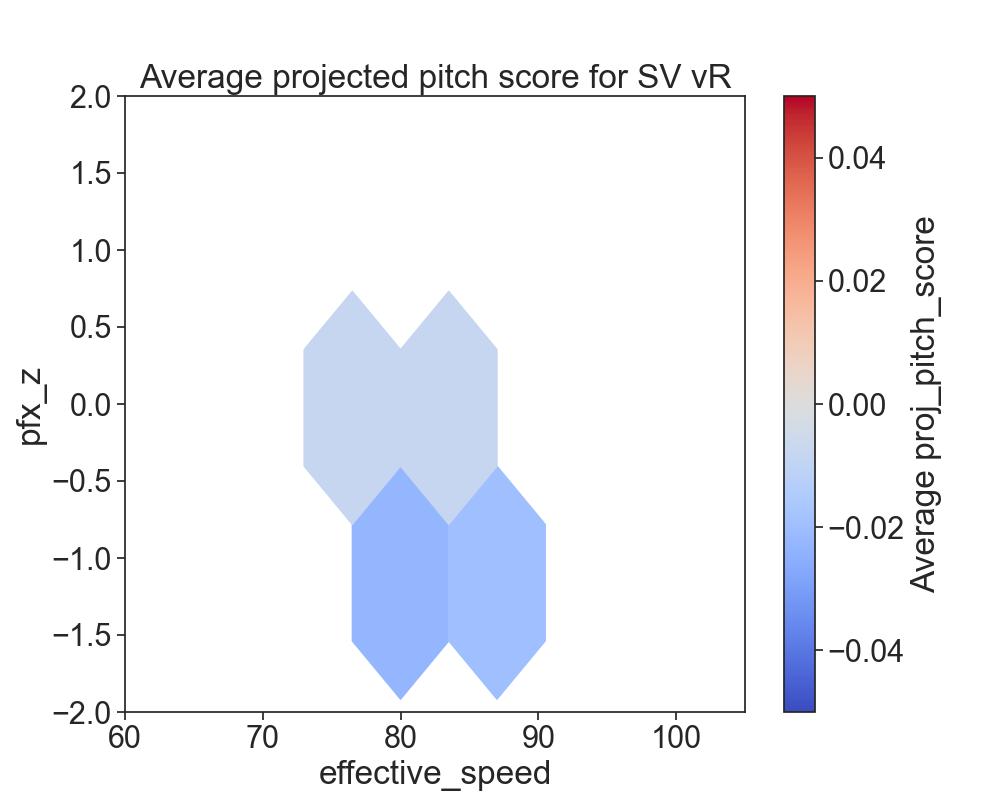 Average projected pitch score for SV vR
2.0
1.5
1.0
0.5
0.0
−0.5
−1.0
−1.5
−2.0
pfx_z
60 70 80 90 100
effective_speed
0.04
0.02
0.00
−0.02
−0.04
Average proj_pitch_score